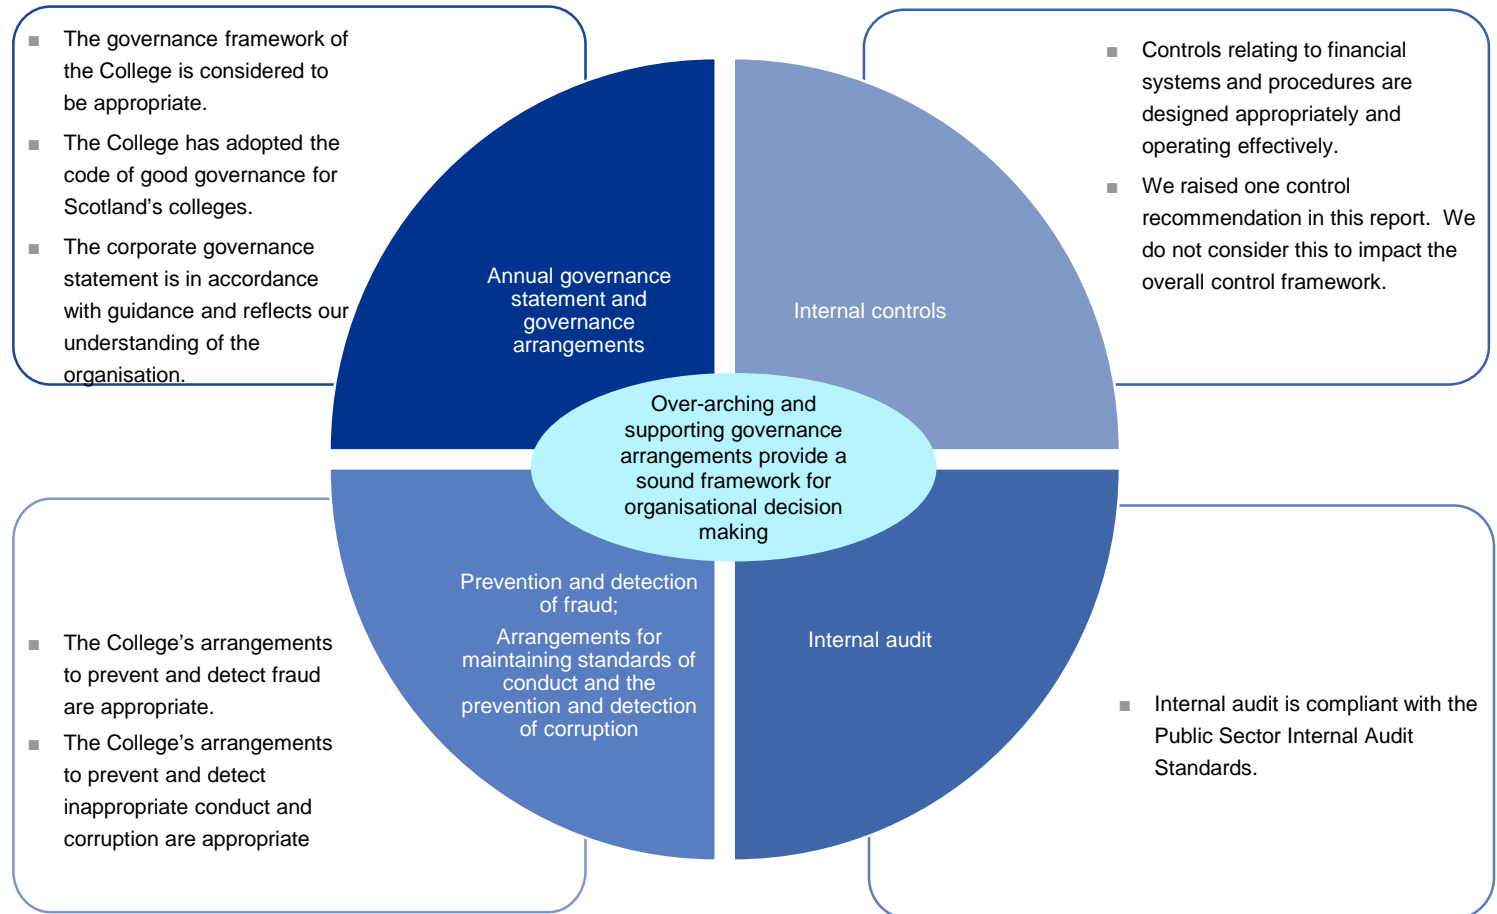 The governance framework of
the College is considered to
be appropriate.
The College has adopted the
code of good governance for
Scotland’s colleges.
The corporate governance
statement is in accordance
with guidance and reflects our
understanding of the
organisation.
Annual governance
statement and
governance
arrangements
Internal controls
Controls relating to financial
systems and procedures are
designed appropriately and
operating effectively.
We raised one control
recommendation in this report.  We
do not consider this to impact the
overall control framework.
Over-arching and
supporting governance
arrangements provide a
sound framework for
organisational decision
making
The College’s arrangements
to prevent and detect fraud
are appropriate.
The College’s arrangements
to prevent and detect
inappropriate conduct and
corruption are appropriate
Prevention and detection
of fraud;
Arrangements for
maintaining standards of
conduct and the
prevention and detection
of corruption
Internal audit
Internal audit is compliant with the
Public Sector Internal Audit
Standards.